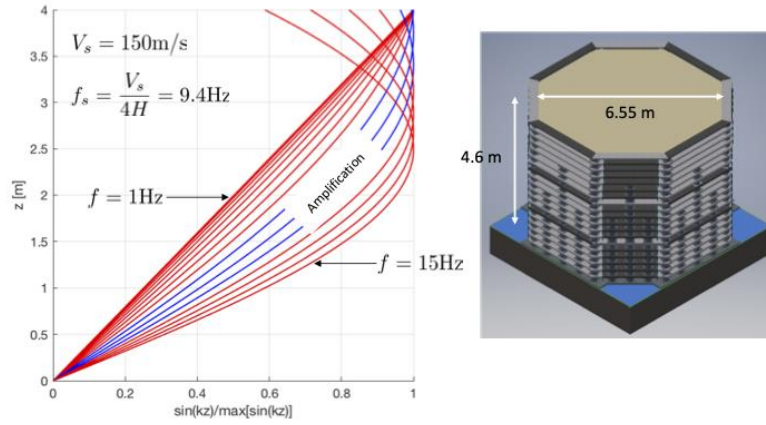 4
3.5
3
2.5
2
1.5
1
0.5
0
z [m]
V_s = 150m/s
f_s = V_s/4H = 9.4Hz
f = 1Hz
Amplification
f = 15Hz
0 0.2 0.4 0.6 0.8 1
sin(kz)/max[sin(kz)]
6.55 m
4.6 m